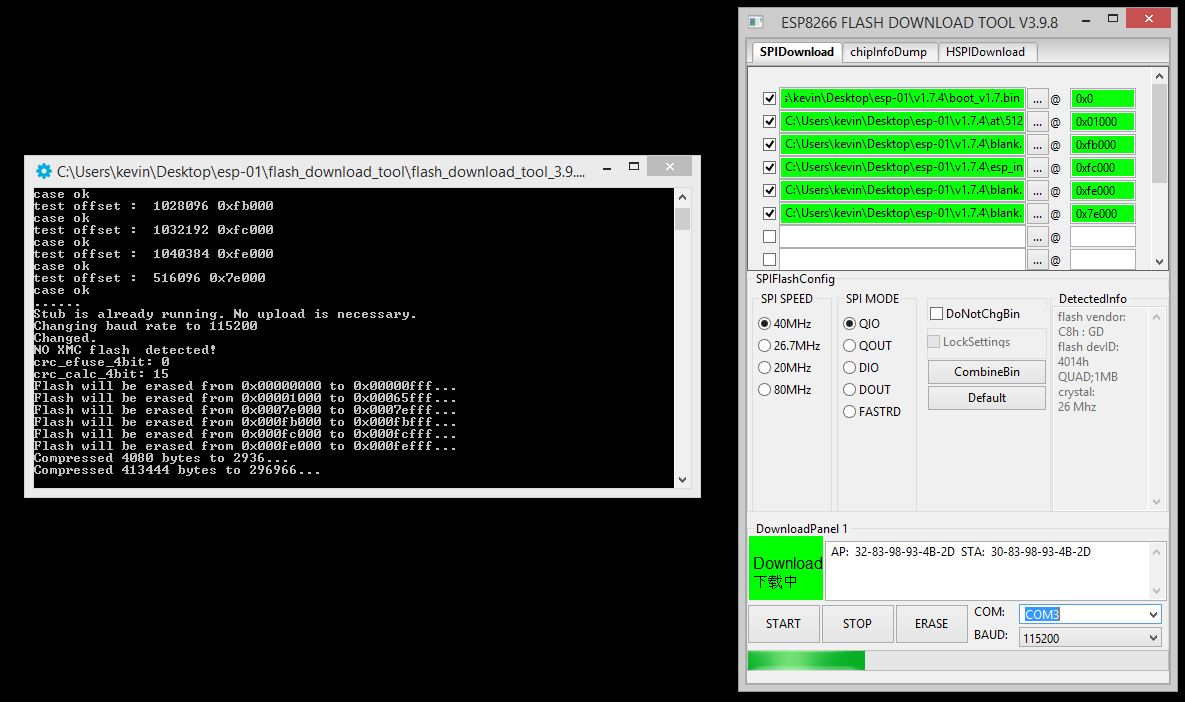 C:\Users\kevin\Desktop\esp-01\flash_download_tool\flash_download_tool_3.9....
case ok
test offset :  1028096 0xfb000
case ok
test offset :  1032192 0xfc000
case ok
test offset :  1040384 0xfe000
case ok
test offset :  516096 0x7e000
case ok
......
Stub is already running. No upload is necessary.
Changing baud rate to 115200
Changed.
NO XMC flash  detected!
crc_efuse_4bit: 0
crc_calc_4bit: 15
Flash will be erased from 0x00000000 to 0x00000fff...
Flash will be erased from 0x00001000 to 0x00065fff...
Flash will be erased from 0x0007e000 to 0x0007efff...
Flash will be erased from 0x000fb000 to 0x000fbfff...
Flash will be erased from 0x000fc000 to 0x000fcfff...
Flash will be erased from 0x000fe000 to 0x000fefff...
Compressed 4080 bytes to 2936...
Compressed 413444 bytes to 296966...
ESP8266 FLASH DOWNLOAD TOOL V3.9.8
SPIDownload chipInfoDump HSPIDownload
s\kevin\Desktop\esp-01\v1.7.4\boot_v1.7.bin ... @ 0x0
C:\Users\kevin\Desktop\esp-01\v1.7.4\at\512 ... @ 0x01000
C:\Users\kevin\Desktop\esp-01\v1.7.4\blank. ... @ 0xfb000
C:\Users\kevin\Desktop\esp-01\v1.7.4\esp_in ... @ 0xfc000
C:\Users\kevin\Desktop\esp-01\v1.7.4\blank. ... @ 0xfe000
C:\Users\kevin\Desktop\esp-01\v1.7.4\blank. ... @ 0x7e000
... @
... @
SPIFlashConfig
SPI SPEED
40MHz
26.7MHz
20MHz
80MHz
SPI MODE
QIO
QOUT
DIO
DOUT
FASTRD
DoNotChgBin
LockSettings
CombineBin
Default
DetectedInfo
flash vendor:
C8h : GD
flash devID:
4014h
QUAD;1MB
crystal:
26 Mhz
DownloadPanel 1
Download
下载中
AP:  32-83-98-93-4B-2D  STA:  30-83-98-93-4B-2D
START STOP ERASE
COM: COM3
BAUD: 115200